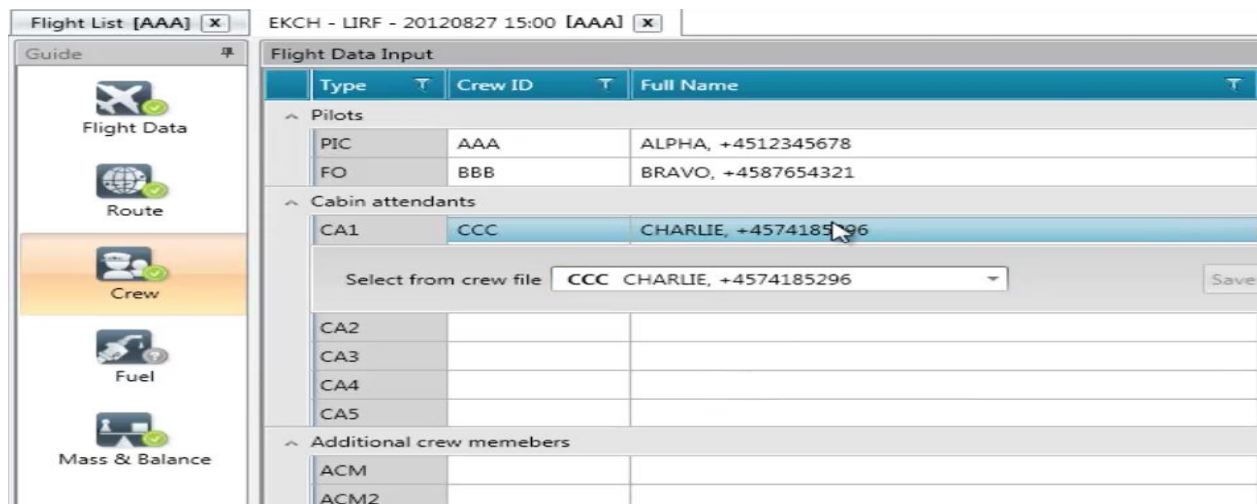 Flight List [AAA] x EKCH - LIRF - 20120827 15:00 [AAA] x
Guide
Flight Data
Route
Crew
Fuel
Mass & Balance
Flight Data Input
Type Crew ID Full Name
Pilots
PIC AAA ALPHA, +4512345678
FO BBB BRAVO, +4587654321
Cabin attendants
CA1 CCC CHARLIE, +4574185296
Select from crew file CCC CHARLIE, +4574185296 Save
CA2
CA3
CA4
CA5
Additional crew memebers
ACM
ACM2